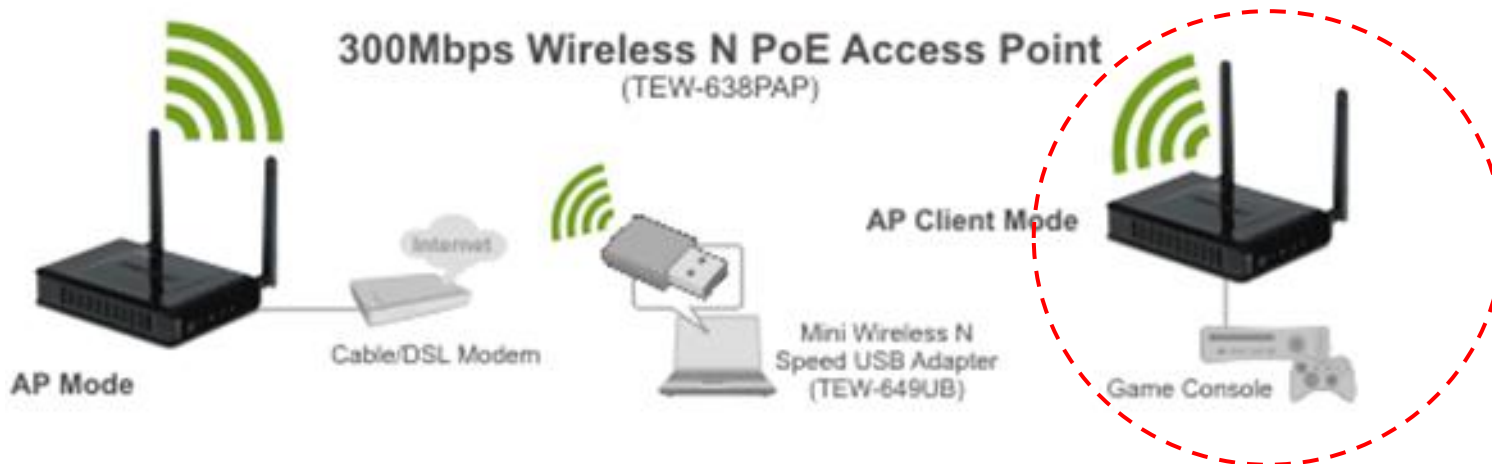 300Mbps Wireless N PoE Access Point
(TEW-638PAP)
Internet
Cable/DSL Modem
AP Mode
Mini Wireless N
Speed USB Adapter
(TEW-649UB)
AP Client Mode
Game Console